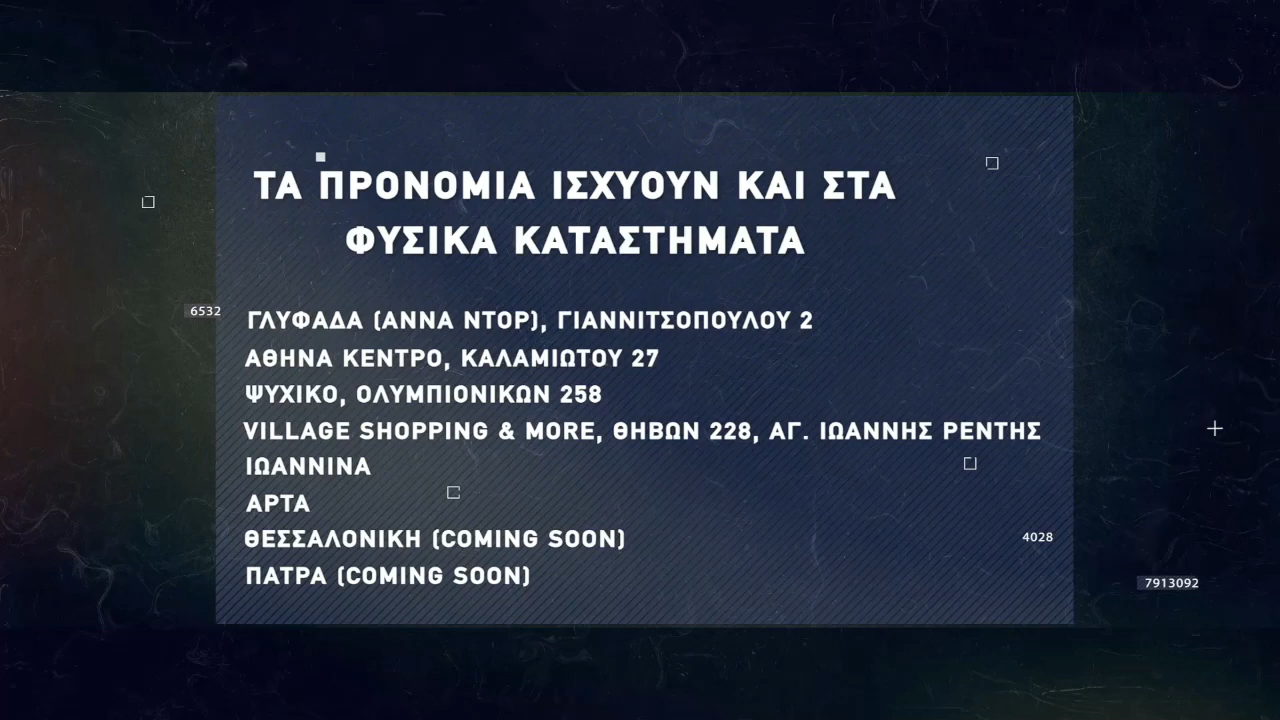 ΤΑ ΠΡΟΝΟΜΙΑ ΙΣΧΥΟΥΝ ΚΑΙ ΣΤΑ
ΦΥΣΙΚΑ ΚΑΤΑΣΤΗΜΑΤΑ
6532
ΓΛΥΦΑΔΑ (ΑΝΝΑ ΝΤΟΡ), ΓΙΑΝΝΙΤΣΟΠΟΥΛΟΥ 2
ΑΘΗΝΑ ΚΕΝΤΡΟ, ΚΑΛΑΜΙΩΤΟΥ 27
ΨΥΧΙΚΟ, ΟΛΥΜΠΙΟΝΙΚΩΝ 258
VILLAGE SHOPPING & MORE, ΘΗΒΩΝ 228, ΑΓ. ΙΩΑΝΝΗΣ ΡΕΝΤΗΣ
ΙΩΑΝΝΙΝΑ
ΑΡΤΑ
ΘΕΣΣΑΛΟΝΙΚΗ (COMING SOON)
4028
ΠΑΤΡΑ (COMING SOON)
7913092